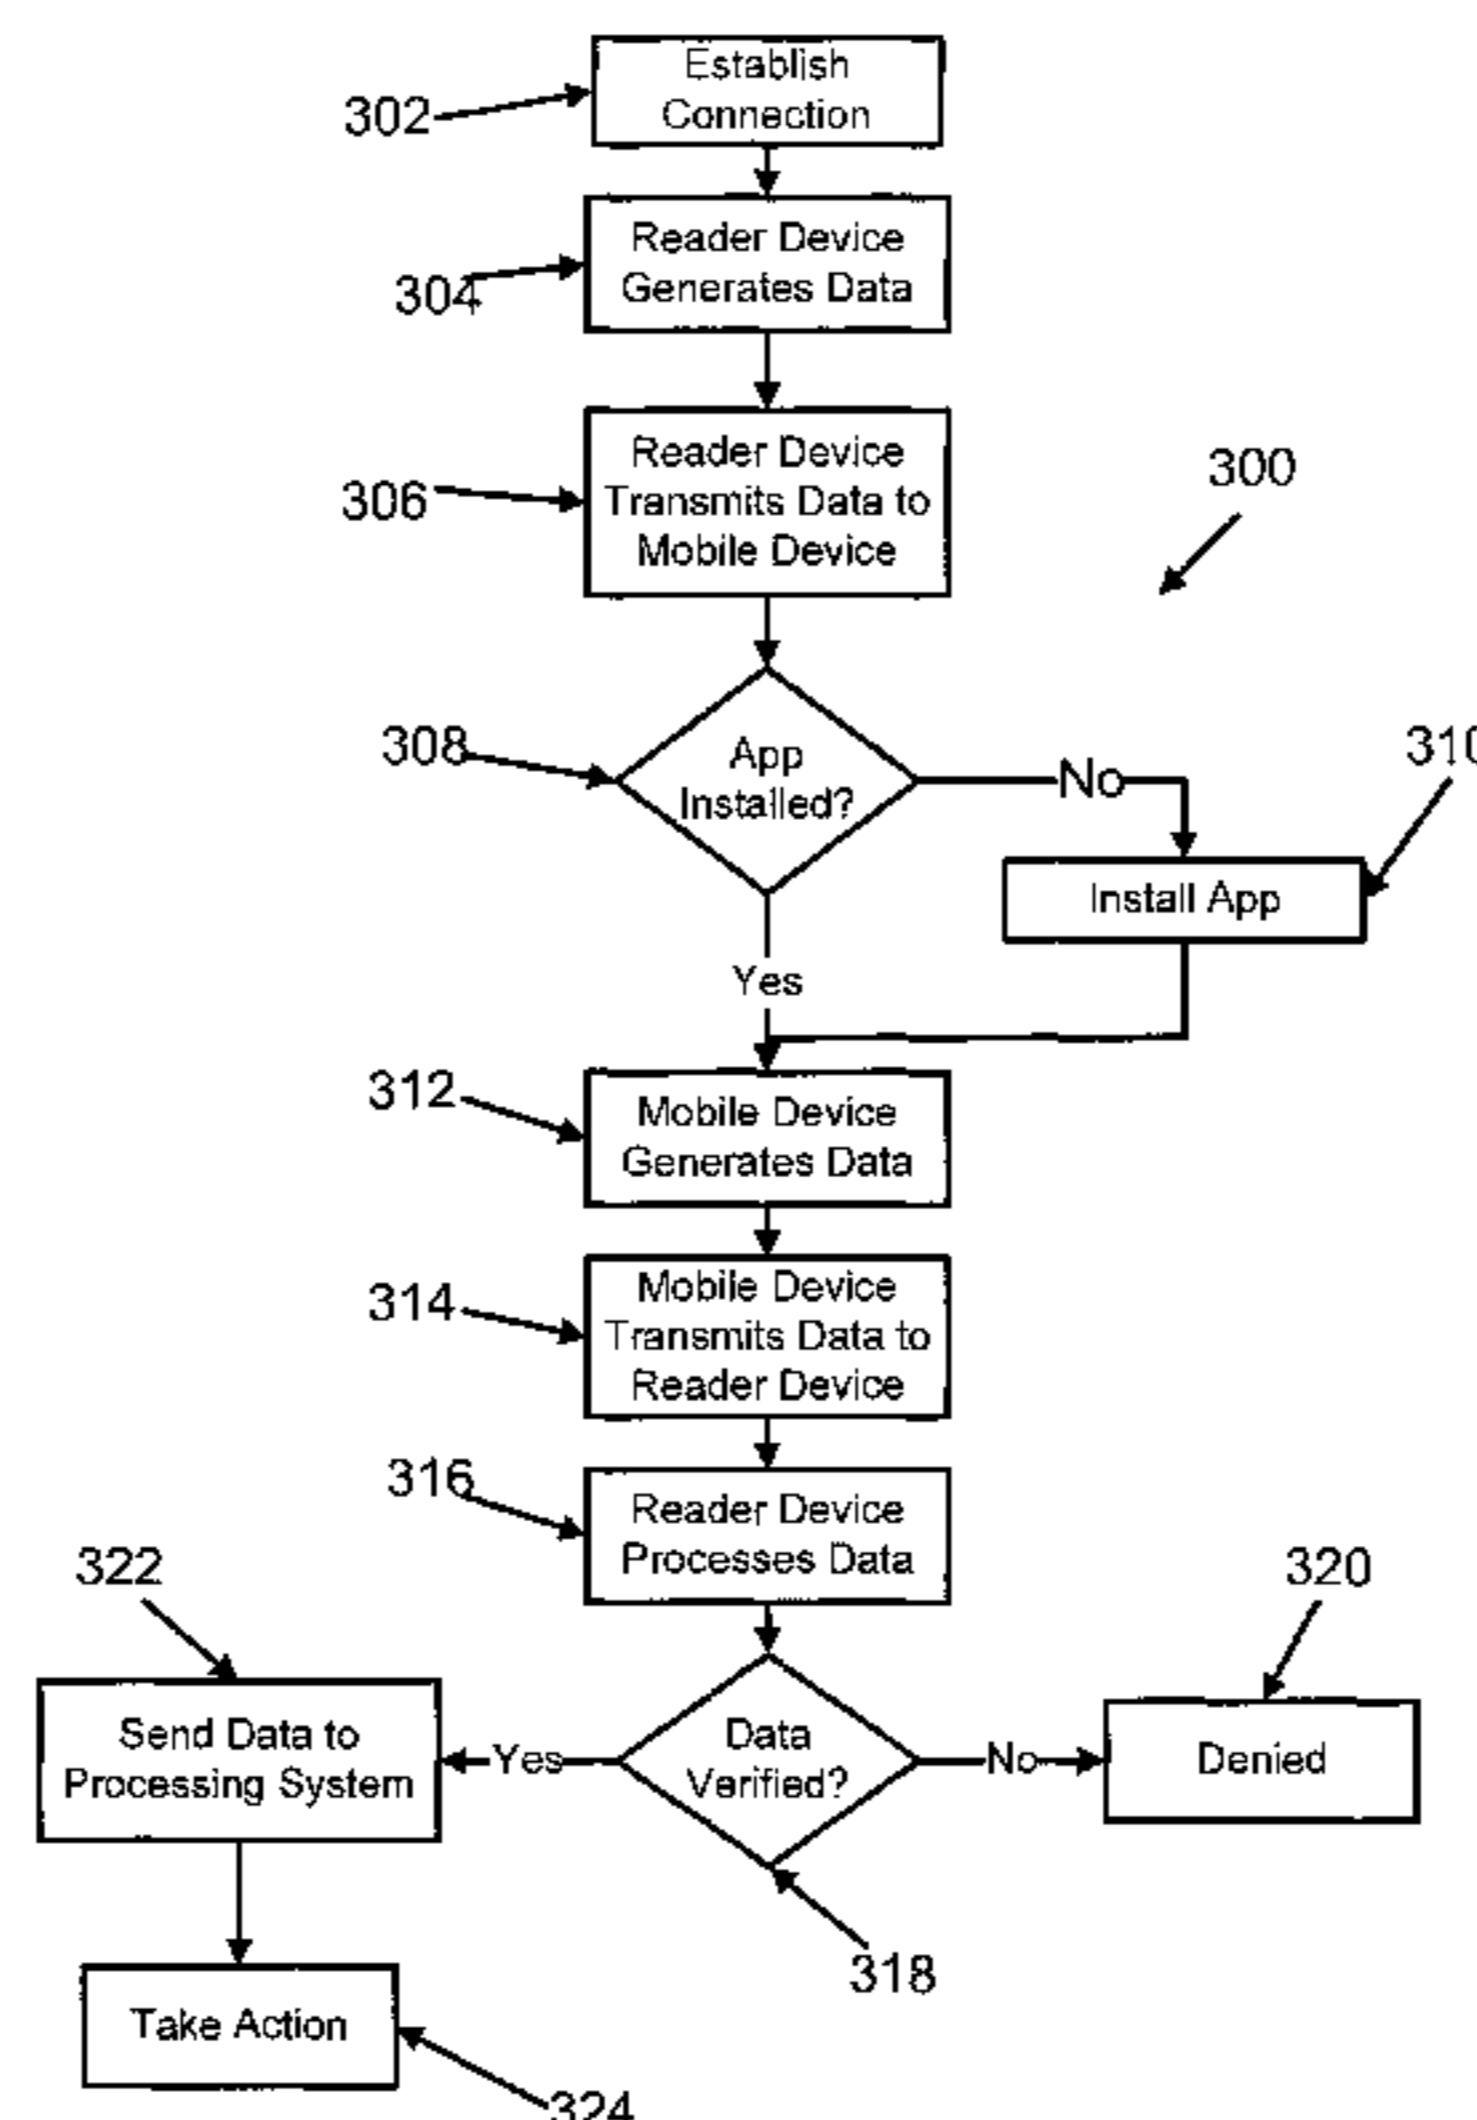 Establish
Connection
302
Reader Device
Generates Data
304
Reader Device
Transmits Data to
Mobile Device
306
300
App
Installed?
308
No
310
Install App
Yes
312
Mobile Device
Generates Data
314
Mobile Device
Transmits Data to
Reader Device
316
Reader Device
Processes Data
322
320
Send Data to
Processing System
Yes
Data
Verified?
No
Denied
318
Take Action
324